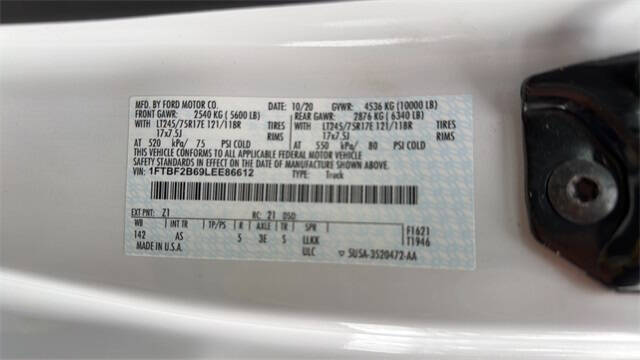 MFD. BY FORD MOTOR CO. DATE: 10/20 GVWR: 4536 KG (10000 LB)
FRONT GAWR: 2540 KG (5600 LB) REAR GAWR: 2876 KG (6340 LB)
WITH LT245/75R17E 121/118R TIRES WITH LT245/75R17E 121/118R TIRES
17x7.5J RIMS 17x7.5J RIMS
AT 520 kPa/ 75 PSI COLD AT 550 kPa/ 80 PSI COLD
THIS VEHICLE CONFORMS TO ALL APPLICABLE FEDERAL MOTOR VEHICLE
SAFETY STANDARDS IN EFFECT ON THE DATE OF MANUFACTURE SHOWN ABOVE.
VIN: 1FTBF2B69LEE86612 TYPE: Truck
EXT PNT: Z1 RC: 21 DSO:
WB INT TR TP/PS R AXLE TR SPR F1621
142 AS 5 3E 5 LLKK T1946
MADE IN U.S.A. ULC ▽ 5U5A-3520472-AA